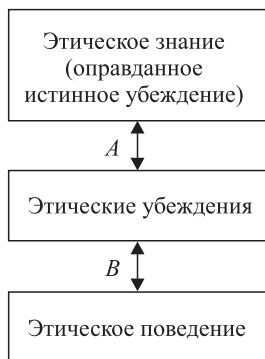 Этическое знание
(оправданное
истинное убеждение)
A
Этические убеждения
B
Этическое поведение